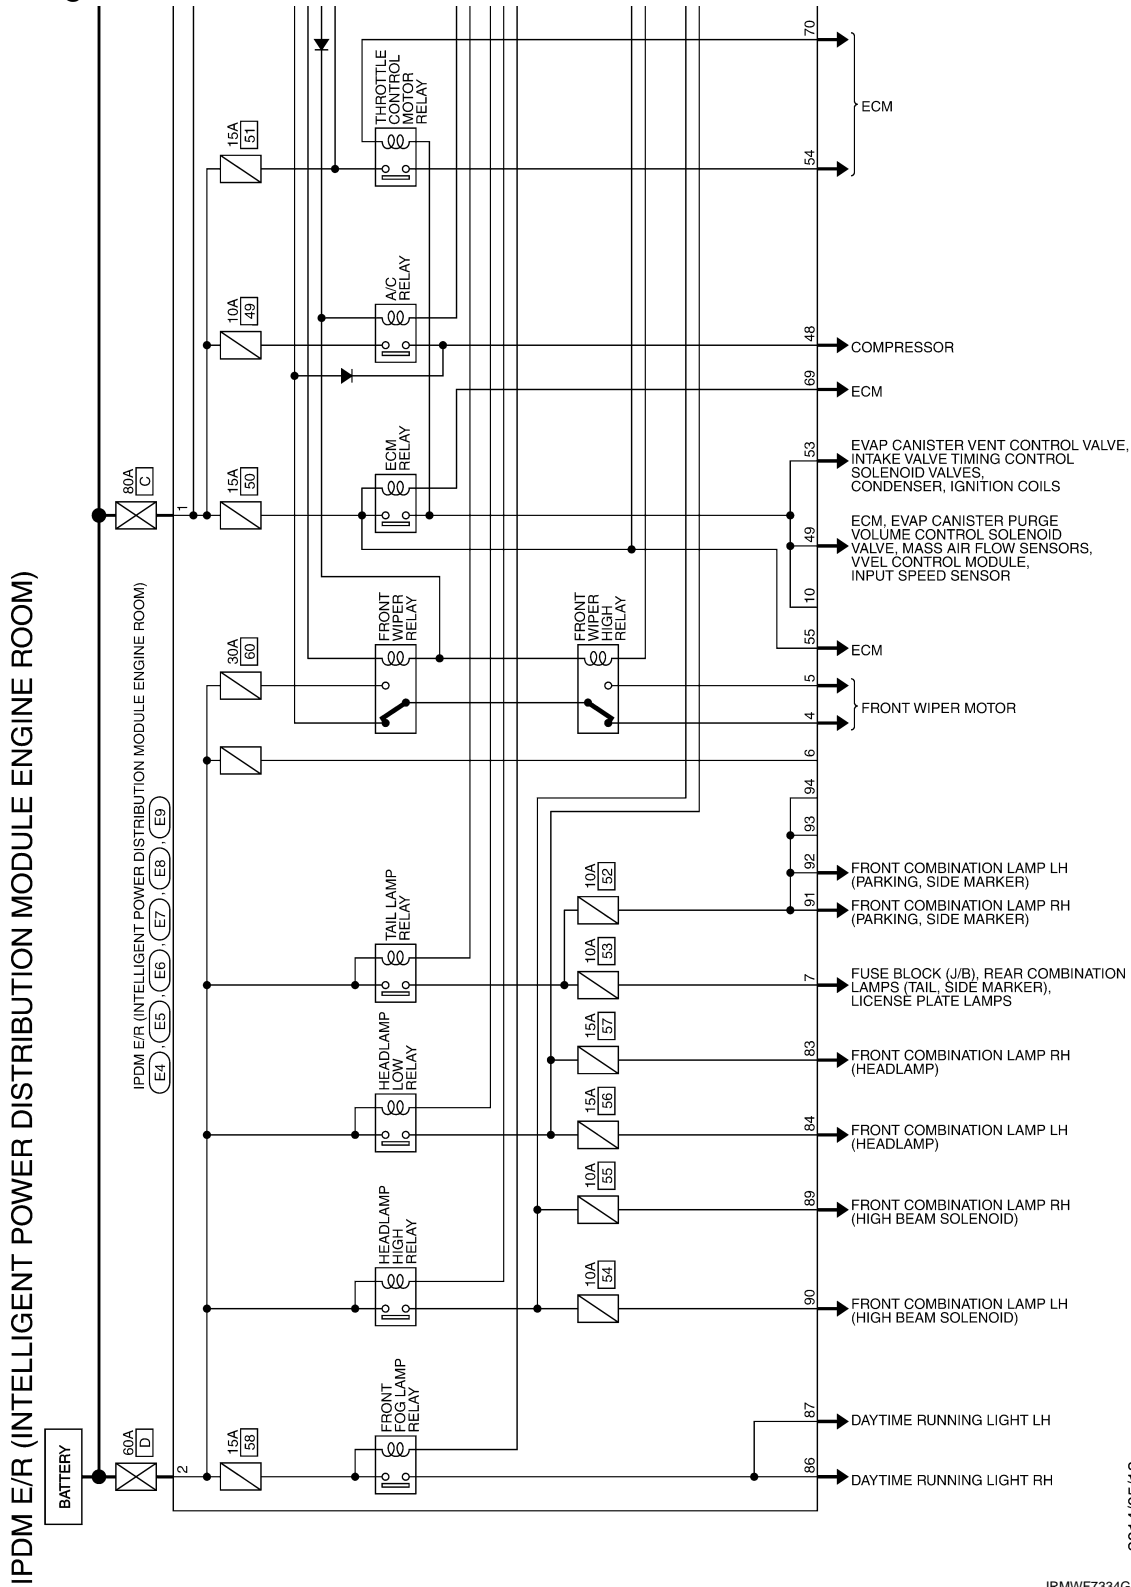 IPDM E/R (INTELLIGENT POWER DISTRIBUTION MODULE ENGINE ROOM)
70
THROTTLE
CONTROL
MOTOR
RELAY
ECM
15A
51
54
10A
49
A/C
RELAY
48
COMPRESSOR
69
ECM
80A
C
1
15A
50
ECM
RELAY
53
EVAP CANISTER VENT CONTROL VALVE,
INTAKE VALVE TIMING CONTROL
SOLENOID VALVES,
CONDENSER, IGNITION COILS
49
ECM, EVAP CANISTER PURGE
VOLUME CONTROL SOLENOID
VALVE, MASS AIR FLOW SENSORS,
VVEL CONTROL MODULE,
INPUT SPEED SENSOR
10
IPDM E/R (INTELLIGENT POWER DISTRIBUTION MODULE ENGINE ROOM)
E4 , E5 , E6 , E7 , E8 , E9
30A
60
FRONT
WIPER
RELAY
FRONT
WIPER
HIGH
RELAY
55
ECM
5
4
FRONT WIPER MOTOR
6
94
93
92
FRONT COMBINATION LAMP LH
(PARKING, SIDE MARKER)
10A
52
91
FRONT COMBINATION LAMP RH
(PARKING, SIDE MARKER)
TAIL LAMP
RELAY
10A
53
7
FUSE BLOCK (J/B), REAR COMBINATION
LAMPS (TAIL, SIDE MARKER),
LICENSE PLATE LAMPS
15A
57
83
FRONT COMBINATION LAMP RH
(HEADLAMP)
HEADLAMP
LOW
RELAY
15A
56
84
FRONT COMBINATION LAMP LH
(HEADLAMP)
10A
55
89
FRONT COMBINATION LAMP RH
(HIGH BEAM SOLENOID)
HEADLAMP
HIGH
RELAY
10A
54
90
FRONT COMBINATION LAMP LH
(HIGH BEAM SOLENOID)
87
DAYTIME RUNNING LIGHT LH
BATTERY
60A
D
2
15A
58
FRONT
FOG LAMP
RELAY
86
DAYTIME RUNNING LIGHT RH
JRMWF7334G